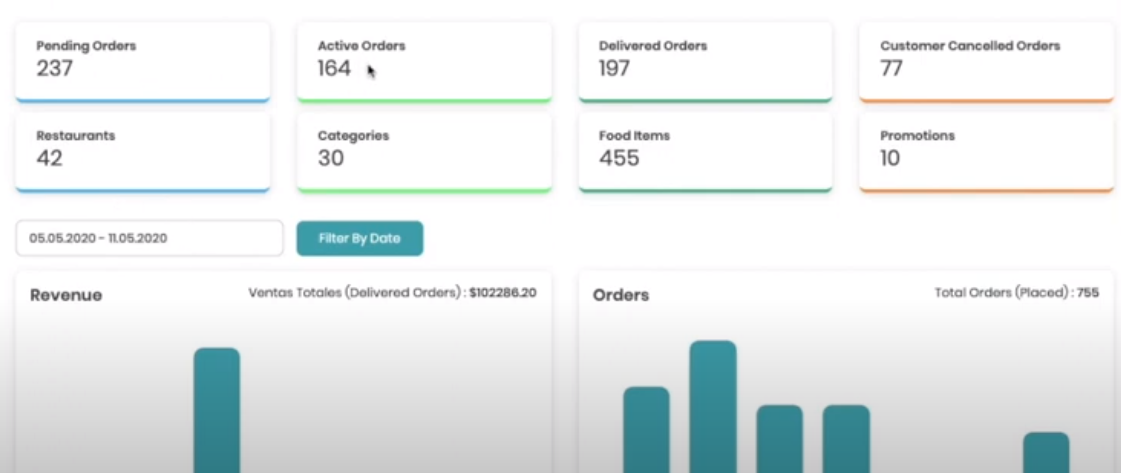 Pending Orders
237
Active Orders
164
Delivered Orders
197
Customer Cancelled Orders
77
Restaurants
42
Categories
30
Food Items
455
Promotions
10
05.05.2020 - 11.05.2020
Filter By Date
Revenue
Ventas Totales (Delivered Orders) : $102286.20
Orders
Total Orders (Placed) : 755